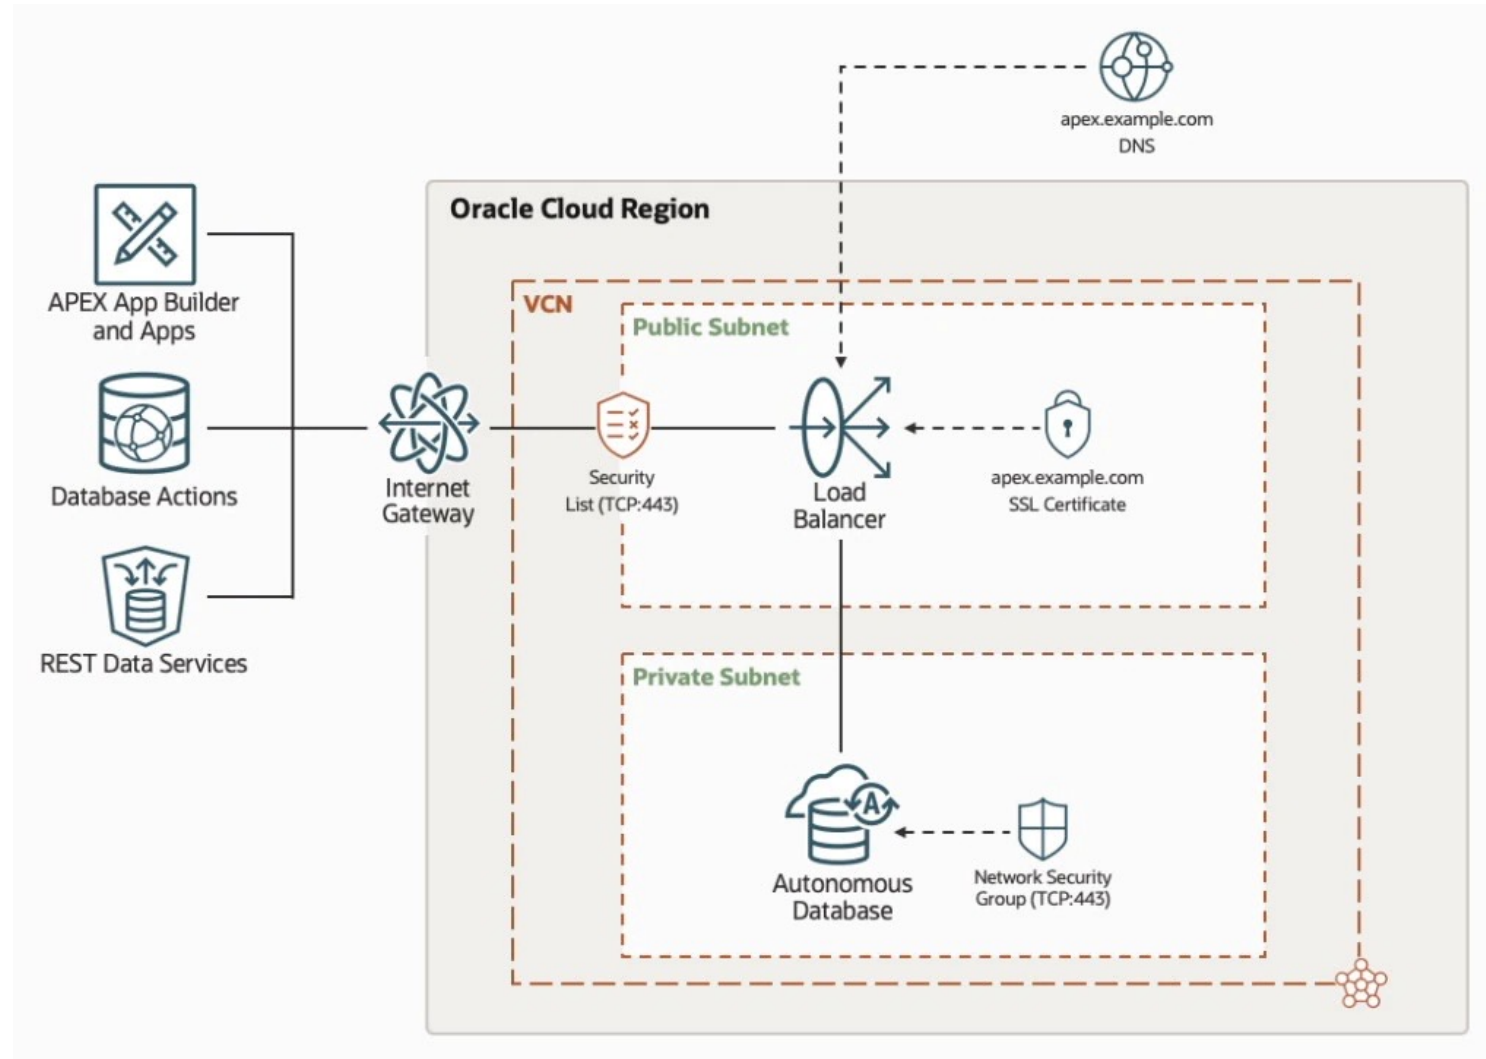 apex.example.com
DNS
Oracle Cloud Region
VCN
Public Subnet
APEX App Builder
and Apps
Database Actions
REST Data Services
Internet
Gateway
Security
List (TCP:443)
Load
Balancer
apex.example.com
SSL Certificate
Private Subnet
A
Autonomous
Database
Network Security
Group (TCP:443)